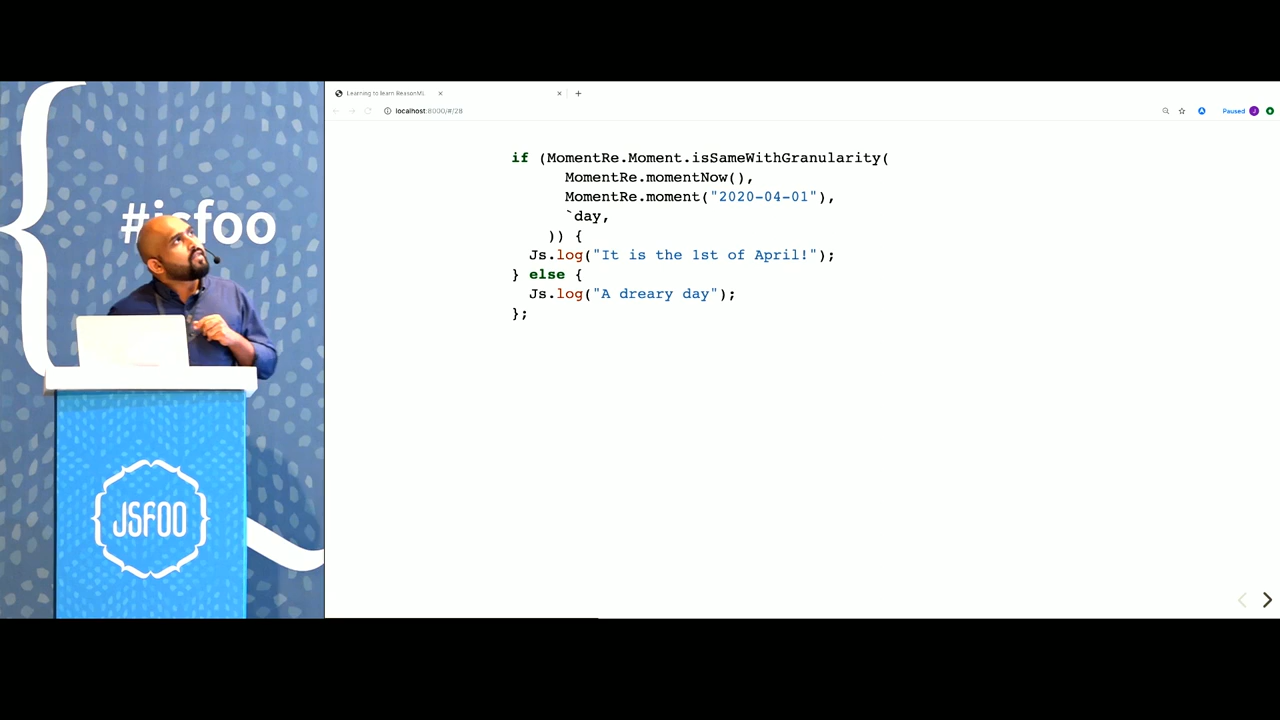 #jsfoo
JSFOO
Learning to learn ReasonML
localhost:8000/#/28
Paused
J
if (MomentRe.Moment.isSameWithGranularity(
MomentRe.momentNow(),
MomentRe.moment("2020-04-01"),
`day,
)) {
Js.log("It is the 1st of April!");
} else {
Js.log("A dreary day");
};